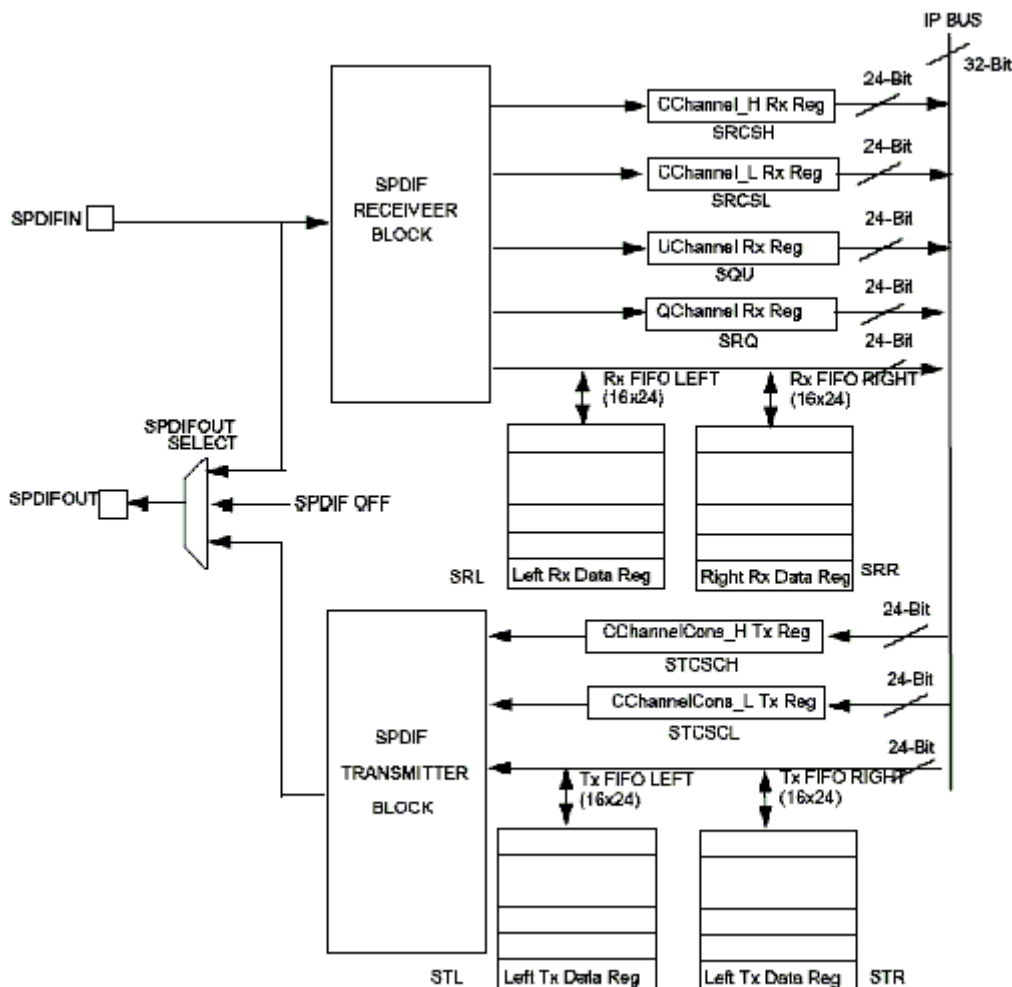 IP BUS
32-Bit
24-Bit
CChannel_H Rx Reg
SRCSH
24-Bit
CChannel_L Rx Reg
SRCSL
SPDIF
RECEIVEER
BLOCK
SPDIFIN
24-Bit
UChannel Rx Reg
SQU
24-Bit
QChannel Rx Reg
SRQ
24-Bit
Rx FIFO LEFT
(16x24)
Rx FIFO RIGHT
(16x24)
SPDIFOUT
SELECT
SPDIFOUT
SPDIF OFF
SRL
Left Rx Data Reg
Right Rx Data Reg
SRR
24-Bit
CChannelCons_H Tx Reg
STCSCH
24-Bit
CChannelCons_L Tx Reg
STCSCL
SPDIF
TRANSMITTER
BLOCK
24-Bit
Tx FIFO LEFT
(16x24)
Tx FIFO RIGHT
(16x24)
STL
Left Tx Data Reg
Left Tx Data Reg
STR